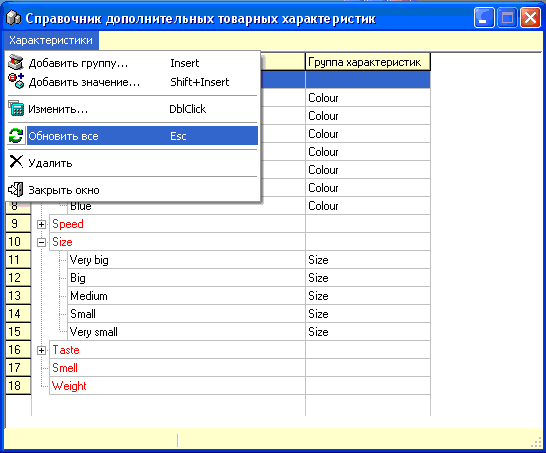 Справочник дополнительных товарных характеристик
Характеристики
Группа характеристик
Добавить группу... Insert
Добавить значение... Shift+Insert
Colour
Изменить... DblClick
Colour
Colour
Обновить все Esc
Colour
Удалить
Colour
Закрыть окно
Colour
8 Blue Colour
9 Speed
10 Size
11 Very big Size
12 Big Size
13 Medium Size
14 Small Size
15 Very small Size
16 Taste
17 Smell
18 Weight